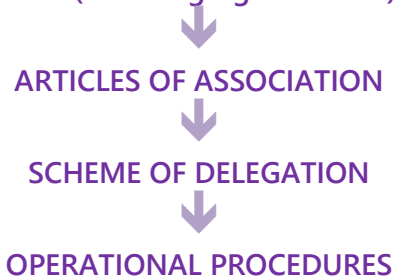 ARTICLES OF ASSOCIATION
SCHEME OF DELEGATION
OPERATIONAL PROCEDURES